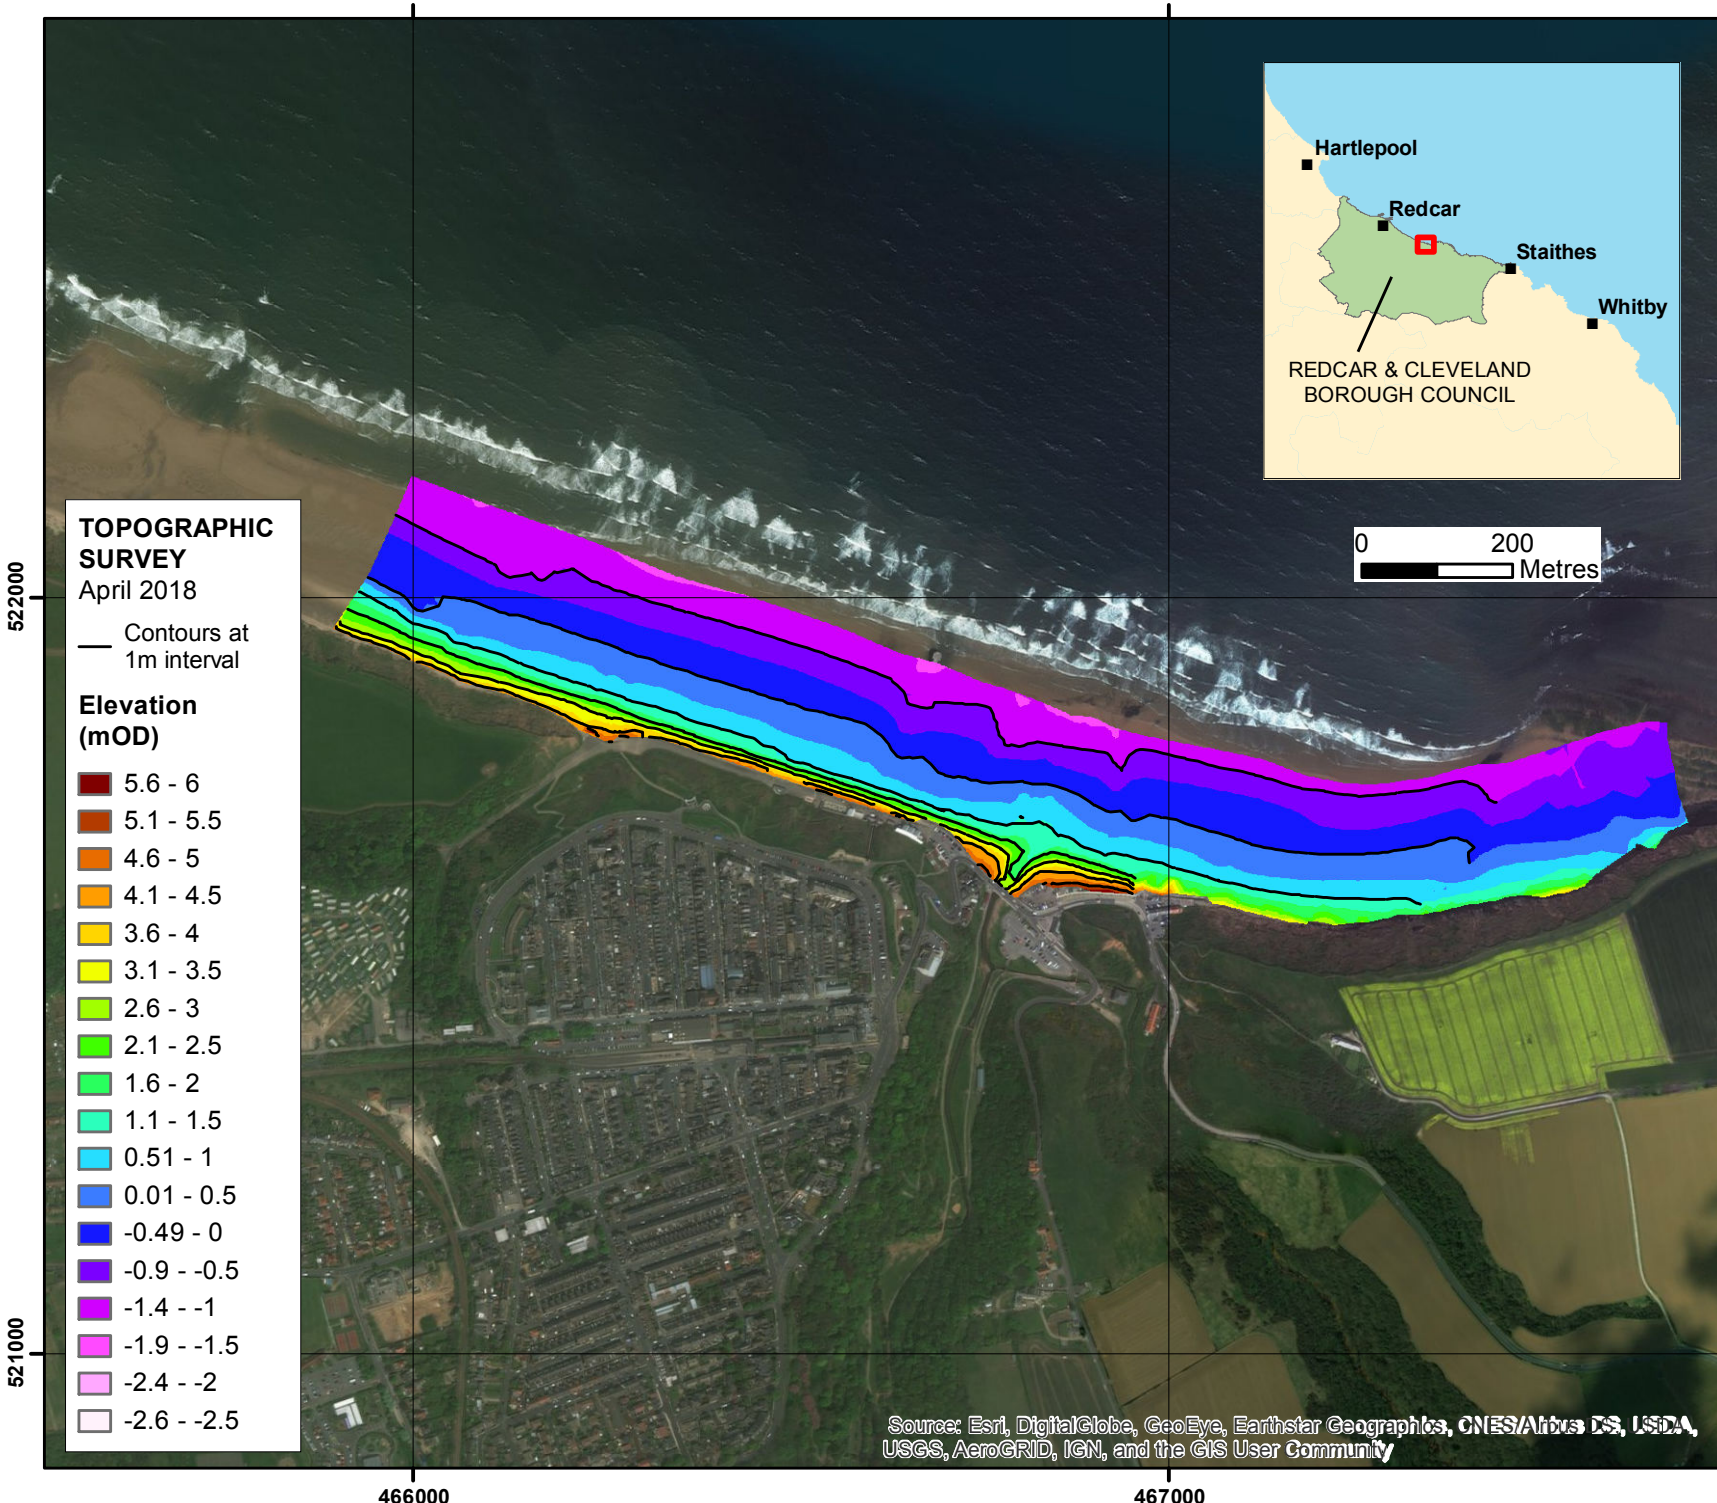 Hartlepool
Redcar
Staithes
Whitby
REDCAR & CLEVELAND
BOROUGH COUNCIL
0 200
Metres
TOPOGRAPHIC
SURVEY
April 2018
Contours at
1m interval
Elevation
(mOD)
5.6 - 6
5.1 - 5.5
4.6 - 5
4.1 - 4.5
3.6 - 4
3.1 - 3.5
2.6 - 3
2.1 - 2.5
1.6 - 2
1.1 - 1.5
0.51 - 1
0.01 - 0.5
-0.49 - 0
-0.9 - -0.5
-1.4 - -1
-1.9 - -1.5
-2.4 - -2
-2.6 - -2.5
522000
521000
Source: Esri, DigitalGlobe, GeoEye, Earthstar Geographics, CNES/Airbus DS, USDA,
USGS, AeroGRID, IGN, and the GIS User Community
466000
467000